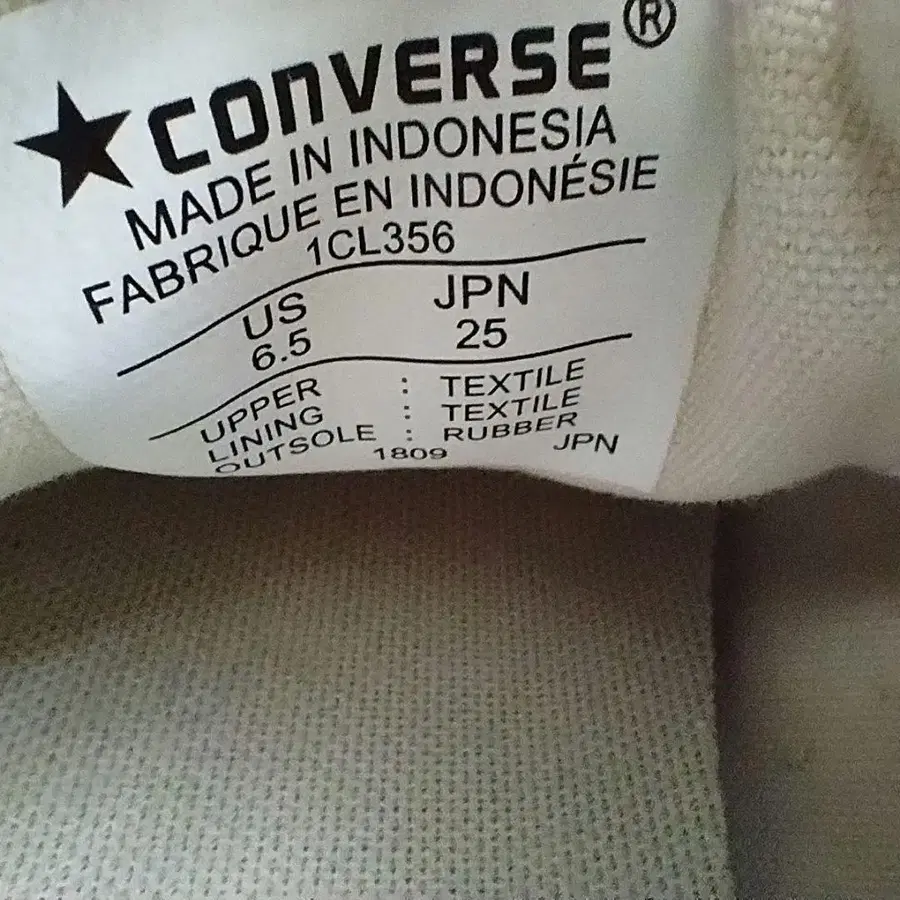 ★CONVERSE®
MADE IN INDONESIA
FABRIQUE EN INDONÉSIE
1CL356
US JPN
6.5 25
UPPER : TEXTILE
LINING : TEXTILE
OUTSOLE : RUBBER
1809 JPN